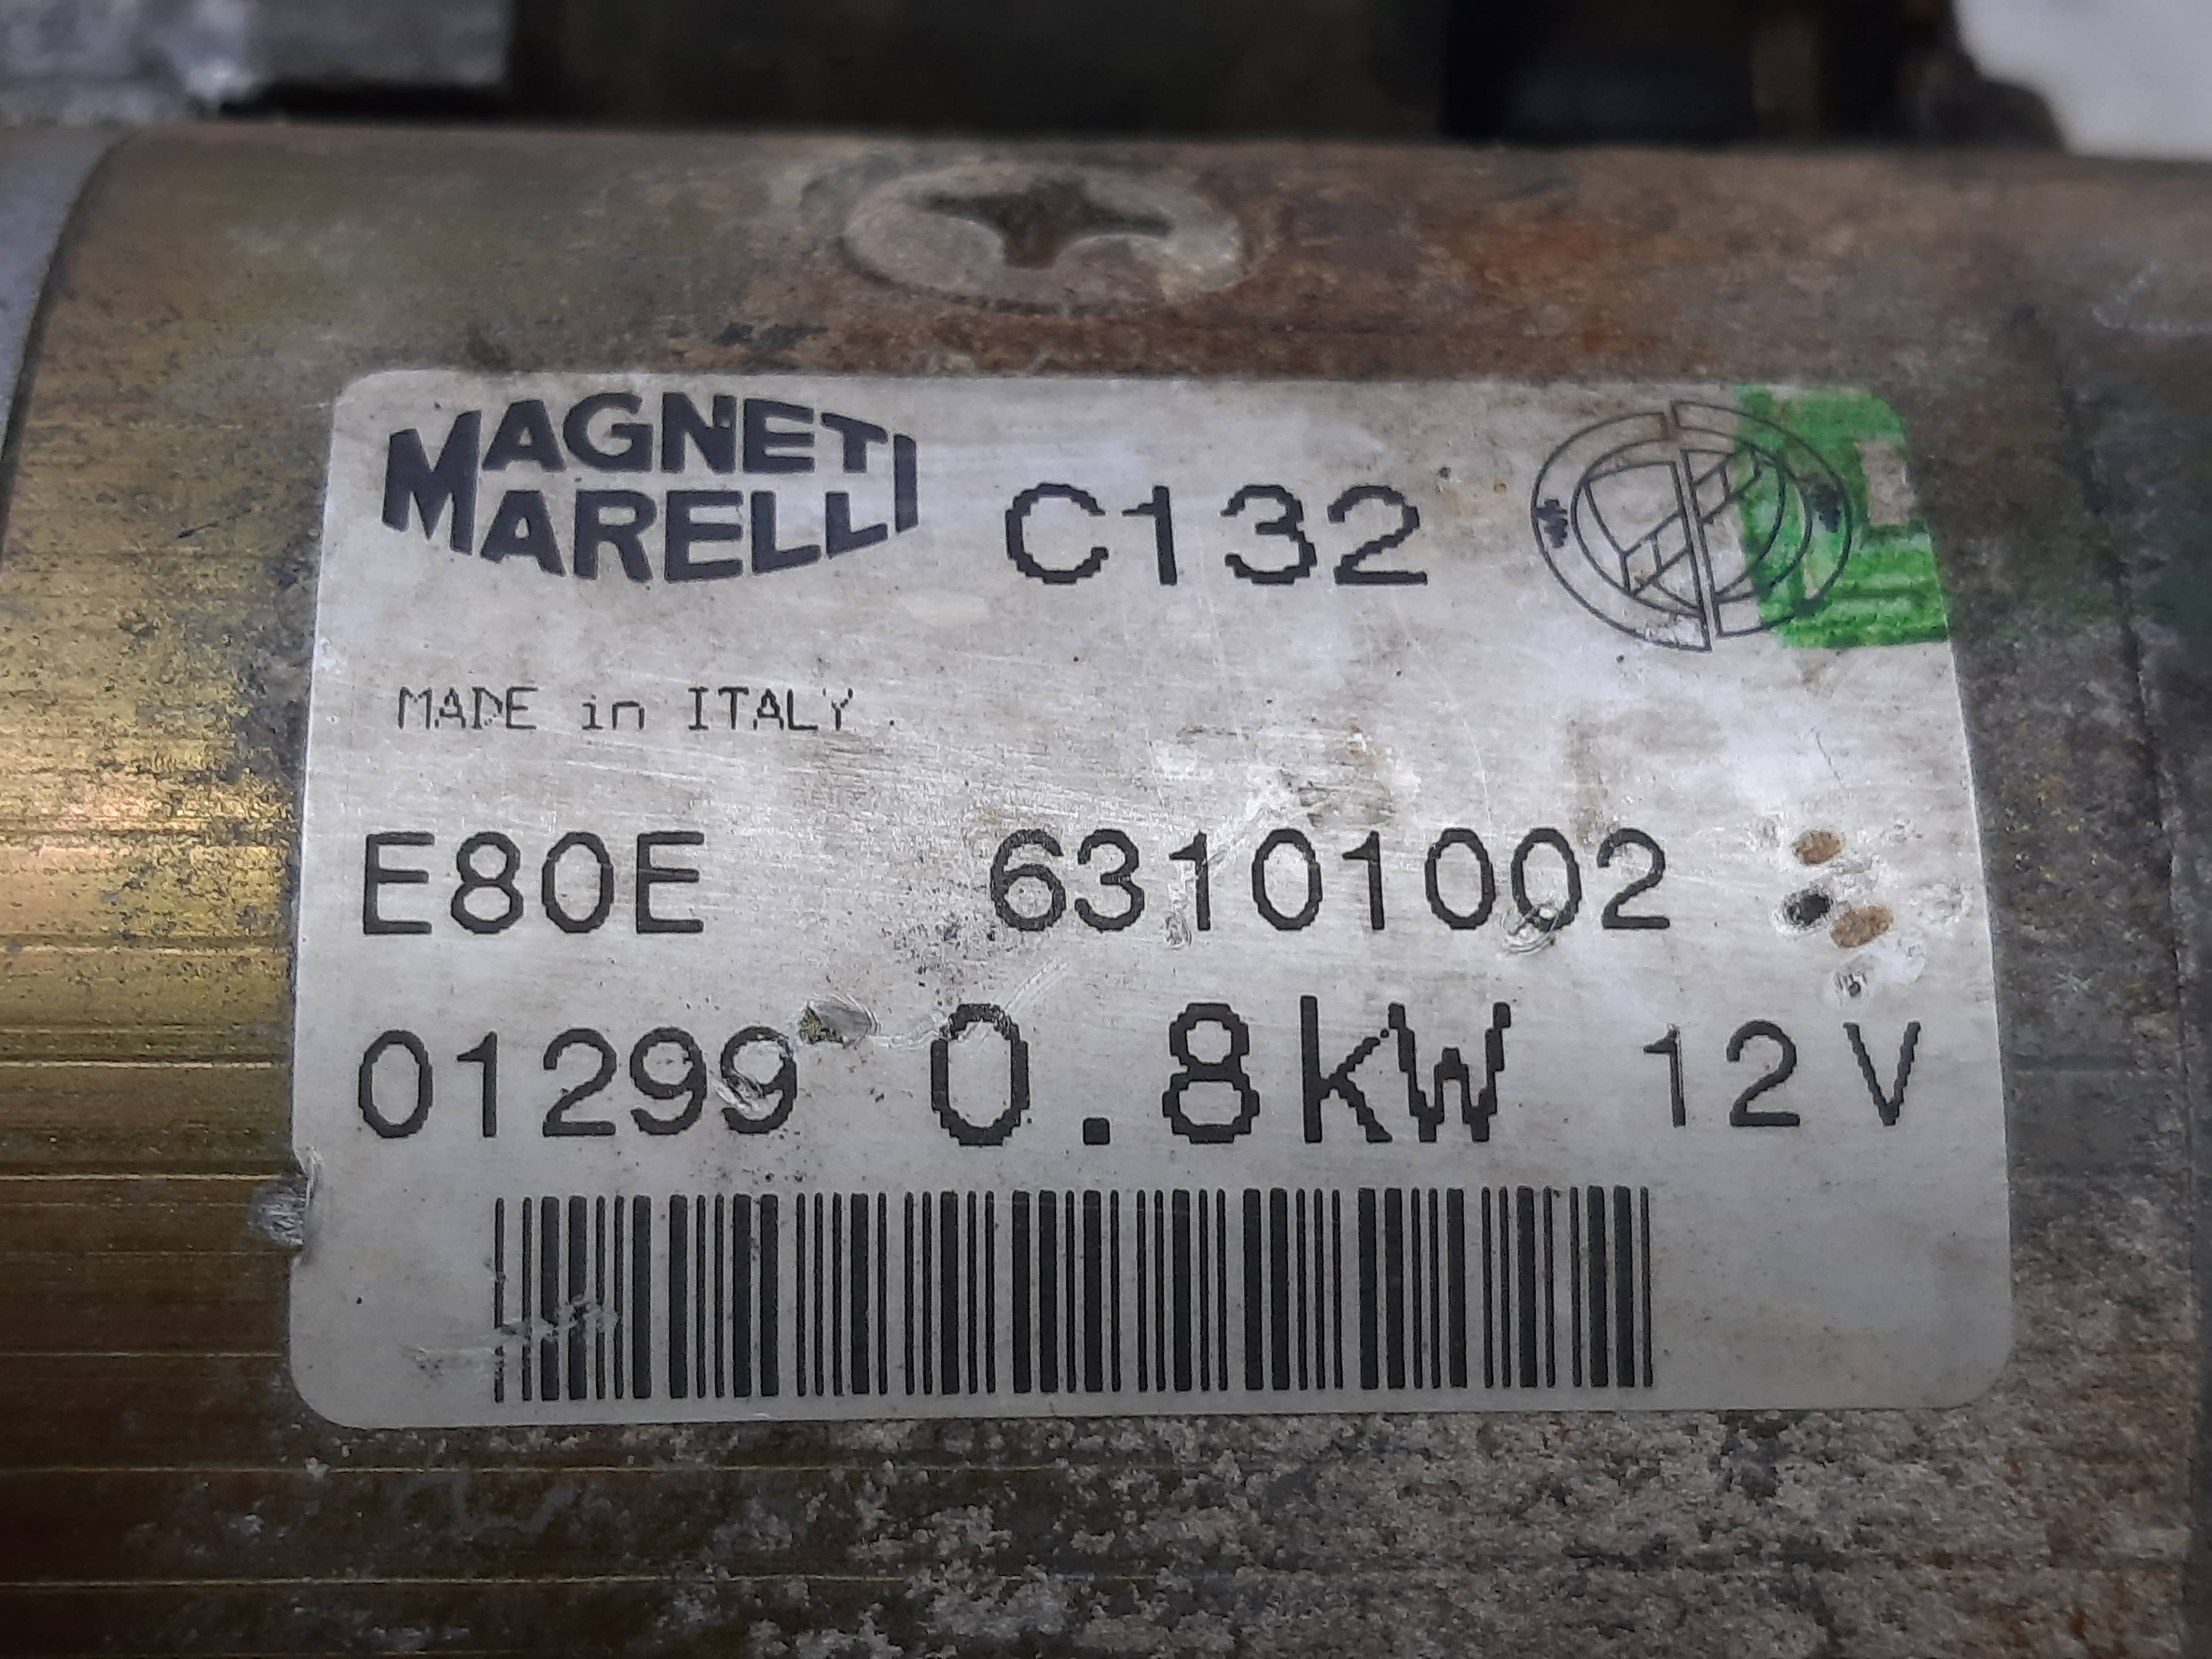 MAGNETI
MARELLI
C132
MADE in ITALY
E80E 63101002
01299 0.8kW 12V